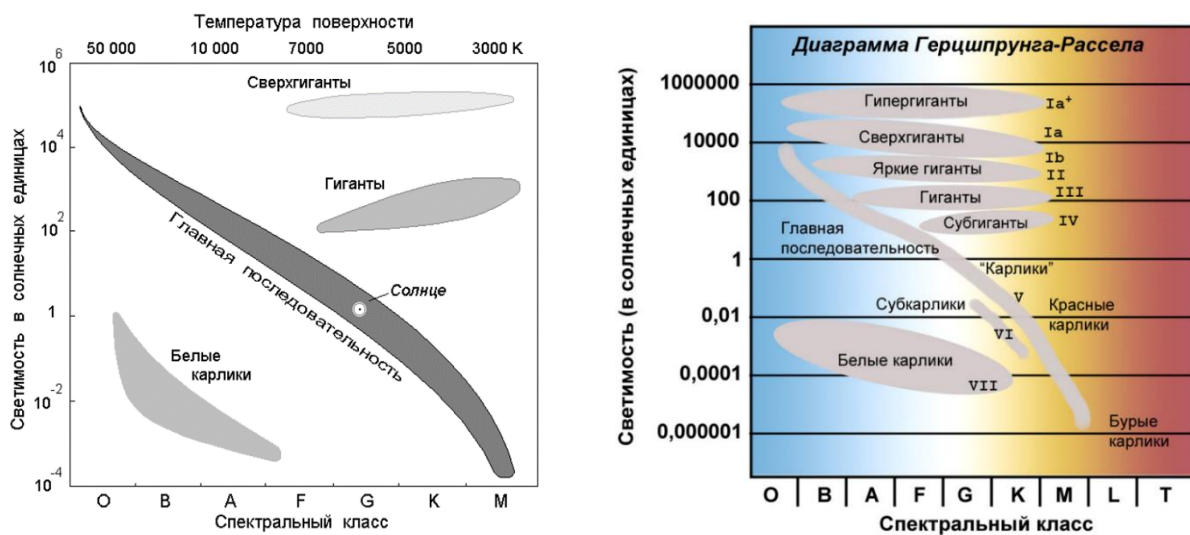 Температура поверхности
50 000 10 000 7000 5000 3000 K
10^6
Сверхгиганты
10^4
Гиганты
10^2
Главная последовательность
Солнце
1
Белые
карлики
10^-2
10^-4
Светимость в солнечных единицах
O B A F G K M
Спектральный класс
Диаграмма Герцшпрунга-Рассела
1000000
Гипергиганты Ia+
Ia
10000
Сверхгиганты
Ib
Яркие гиганты
II
100
Гиганты
III
Субгиганты
IV
Главная
последовательность
1
"Карлики"
V
Субкарлики
Красные
карлики
0,01
VI
Белые карлики
0,0001
VII
Бурые
карлики
0,000001
Светимость (в солнечных единицах)
O B A F G K M L T
Спектральный класс